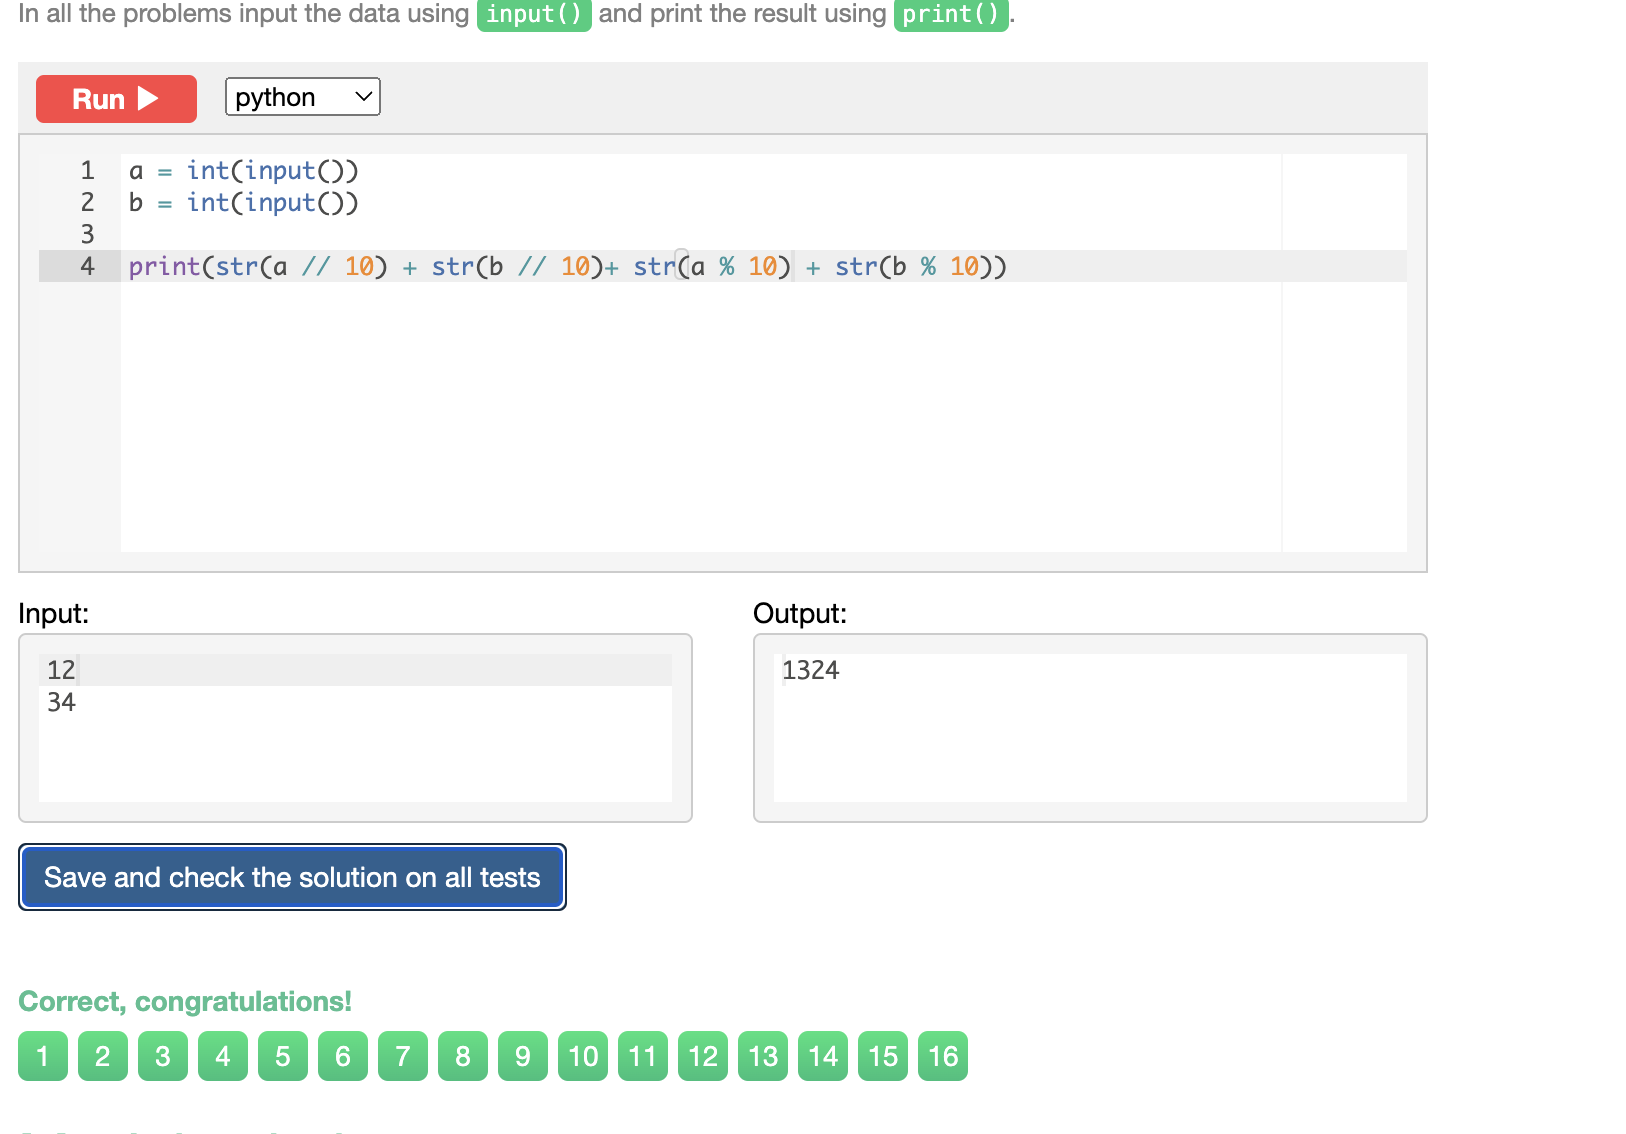 In all the problems input the data using input() and print the result using print().
Run
python
1 a = int(input())
2 b = int(input())
3
4 print(str(a // 10) + str(b // 10)+ str(a % 10) + str(b % 10))
Input: Output:
12 1324
34
Save and check the solution on all tests
Correct, congratulations!
1 2 3 4 5 6 7 8 9 10 11 12 13 14 15 16